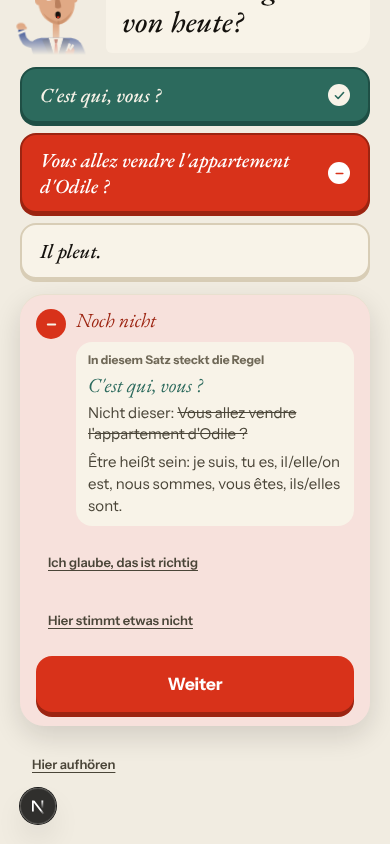 von heute?
C'est qui, vous ?
Vous allez vendre l'appartement
d'Odile ?
Il pleut.
Noch nicht
In diesem Satz steckt die Regel
C'est qui, vous ?
Nicht dieser: Vous allez vendre
l'appartement d'Odile ?
Être heißt sein: je suis, tu es, il/elle/on
est, nous sommes, vous êtes, ils/elles
sont.
Ich glaube, das ist richtig
Hier stimmt etwas nicht
Weiter
Hier aufhören
N